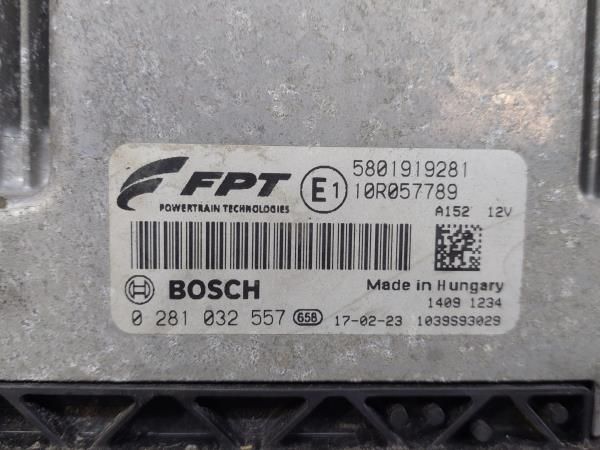 FPT
POWERTRAIN TECHNOLOGIES
E1
5801919281
10R057789
A152 12V
BOSCH
Made in Hungary
1409 1234
0 281 032 557 658 17-02-23 1039S93029